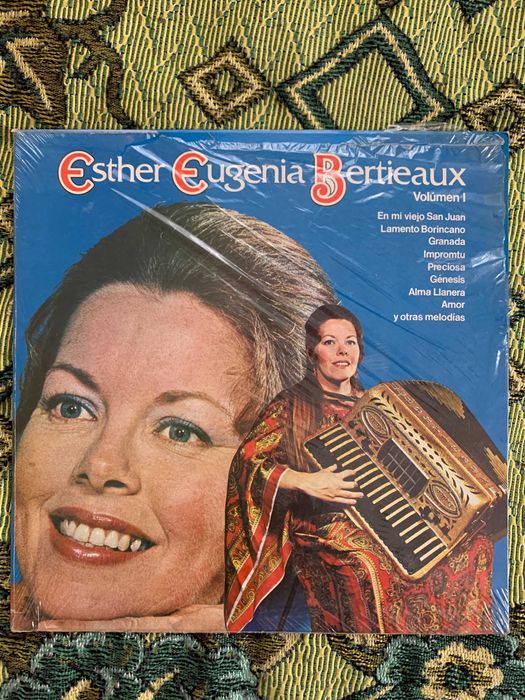 Esther Eugenia Bertieaux
Volúmen I
En mi viejo San Juan
Lamento Borincano
Granada
Impromtu
Preciosa
Génesis
Alma Llanera
Amor
y otras melodías